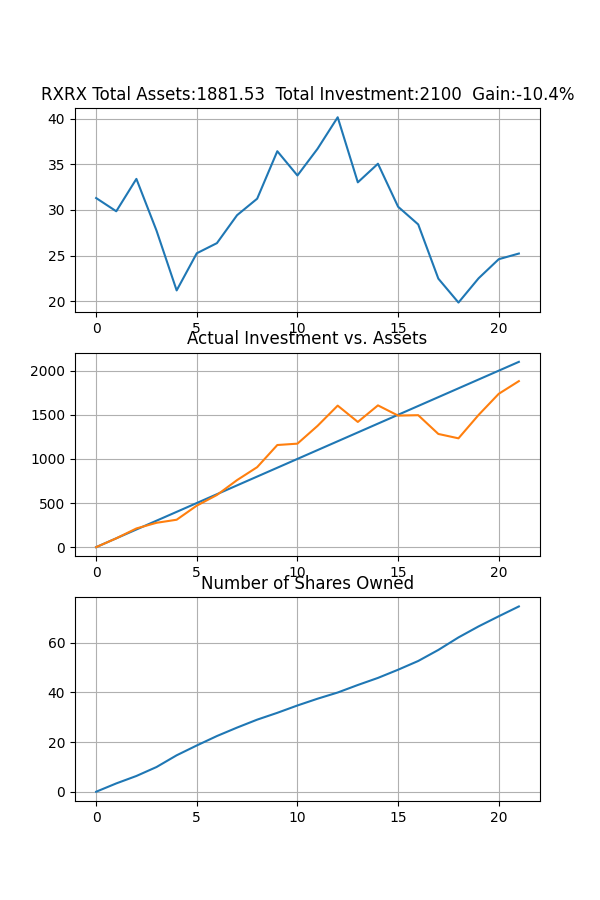 RXRX Total Assets:1881.53  Total Investment:2100  Gain:-10.4%
40
35
30
25
20
0 5 10 15 20
Actual Investment vs. Assets
2000
1500
1000
500
0
0 5 10 15 20
Number of Shares Owned
60
40
20
0
0 5 10 15 20